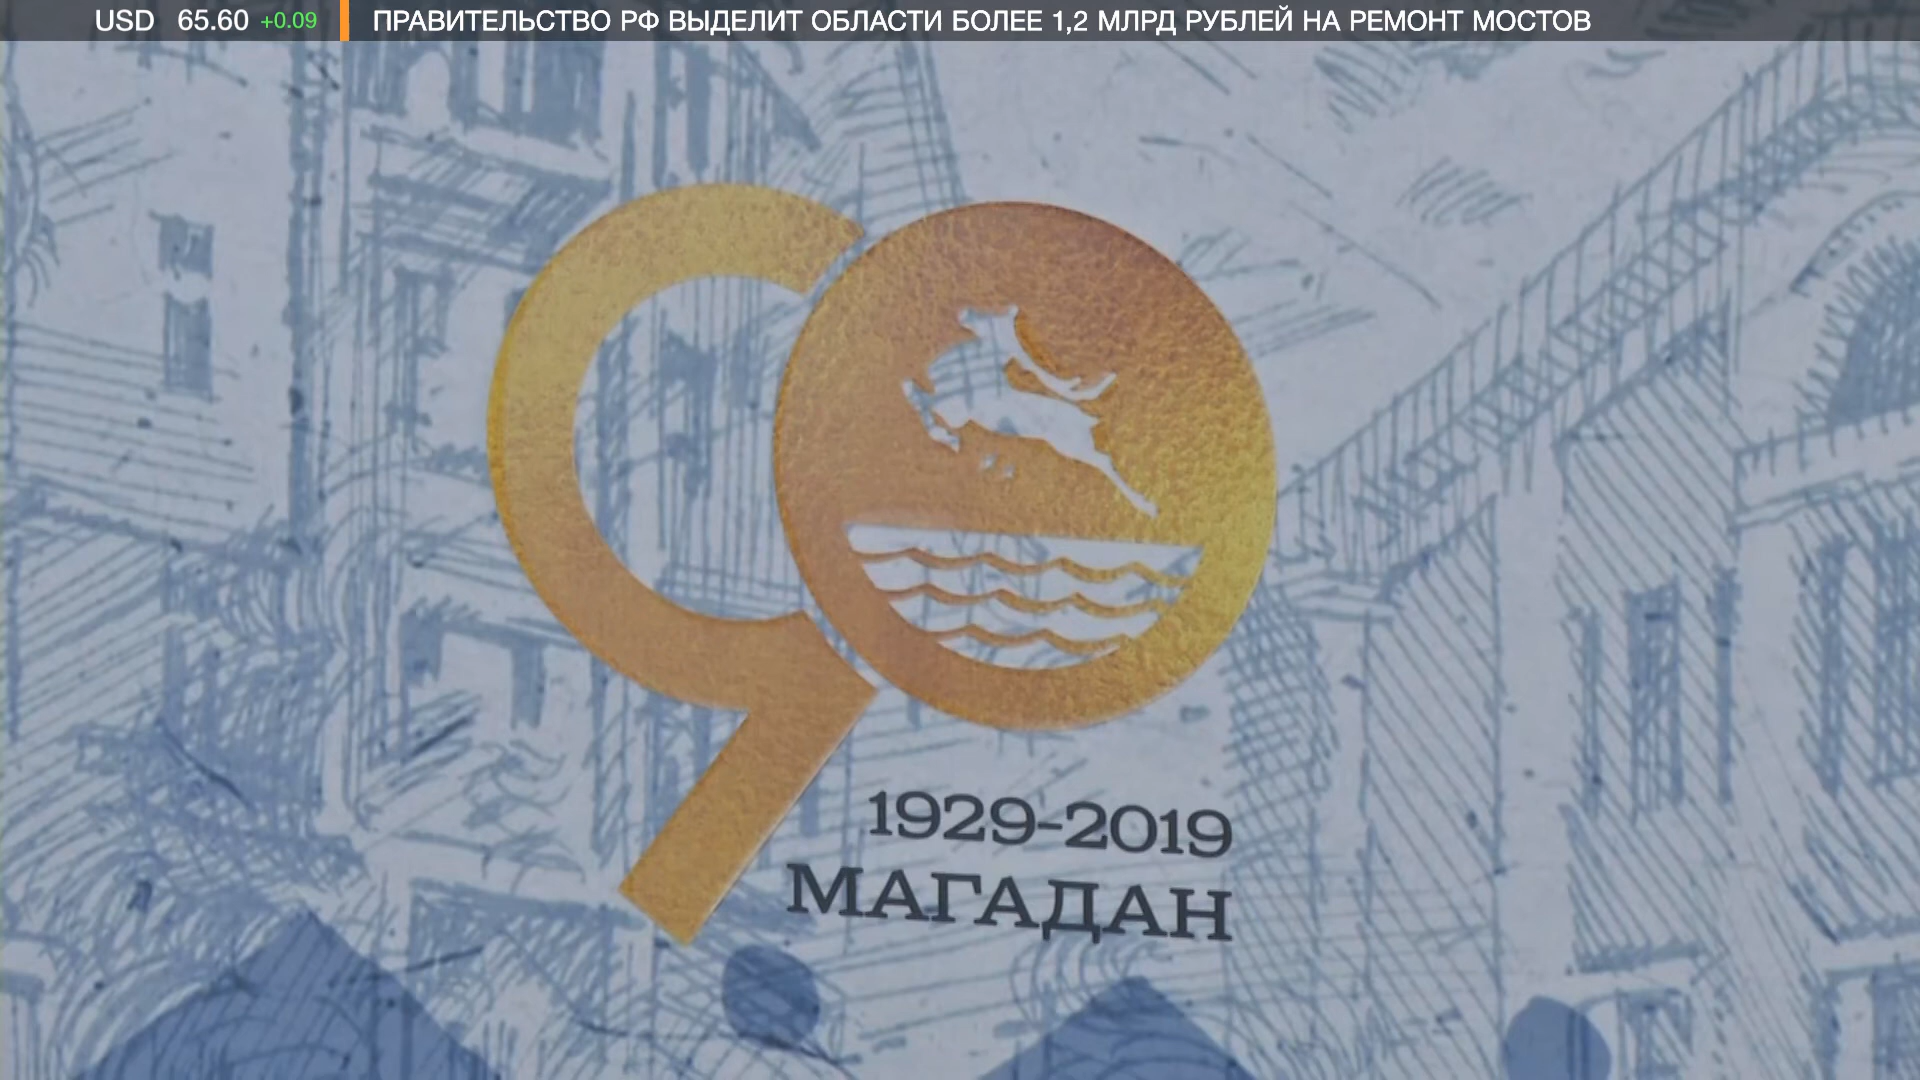 USD 65.60 +0.09 ПРАВИТЕЛЬСТВО РФ ВЫДЕЛИТ ОБЛАСТИ БОЛЕЕ 1,2 МЛРД РУБЛЕЙ НА РЕМОНТ МОСТОВ
90
1929-2019
МАГАДАН